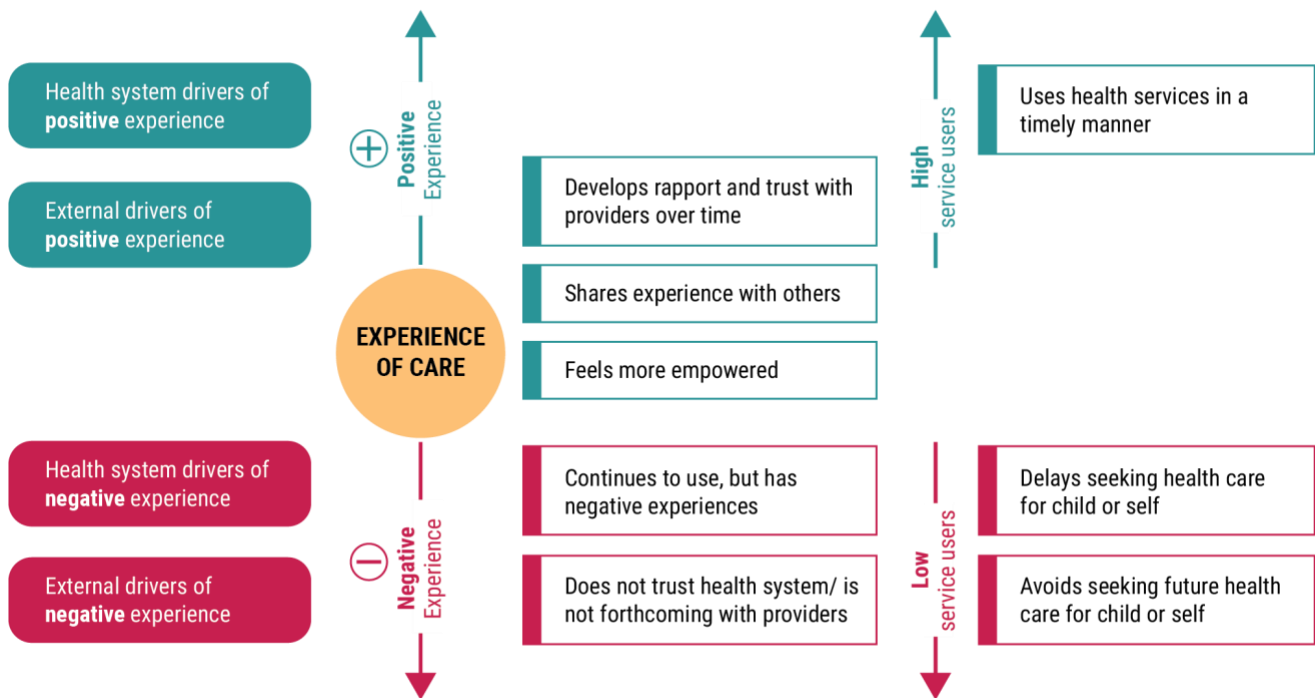 Health system drivers of
positive experience
External drivers of
positive experience
Positive
Experience
EXPERIENCE
OF CARE
Health system drivers of
negative experience
External drivers of
negative experience
Negative
Experience
Develops rapport and trust with
providers over time
Shares experience with others
Feels more empowered
Continues to use, but has
negative experiences
Does not trust health system/ is
not forthcoming with providers
High
service users
Low
service users
Uses health services in a
timely manner
Delays seeking health care
for child or self
Avoids seeking future health
care for child or self